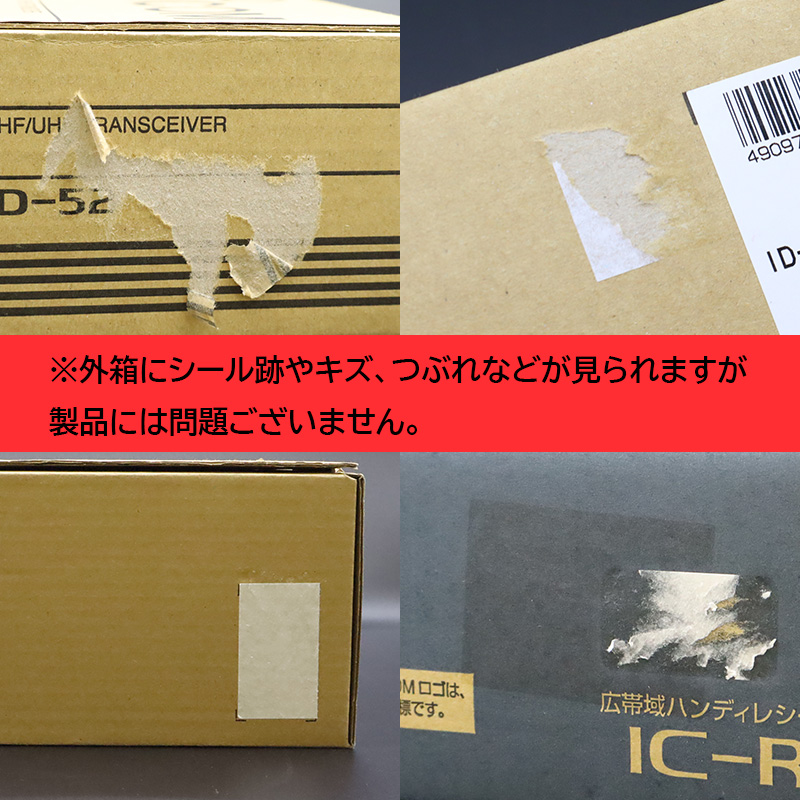 HF/UH RANSCEIVER
D-52
49097
ID-
※外箱にシール跡やキズ、つぶれなどが見られますが
製品には問題ございません。
OMロゴは、
標です。
広帯域ハンディレシ
IC-R